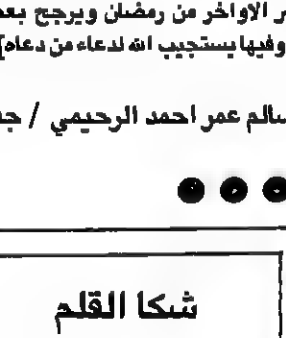 ر الاواخر من رمضان ويرجح بعض
وفيها يستجيب الله لدعاء من دعاه]
سالم عمر احمد الرحيمي / جد
شكا القلم